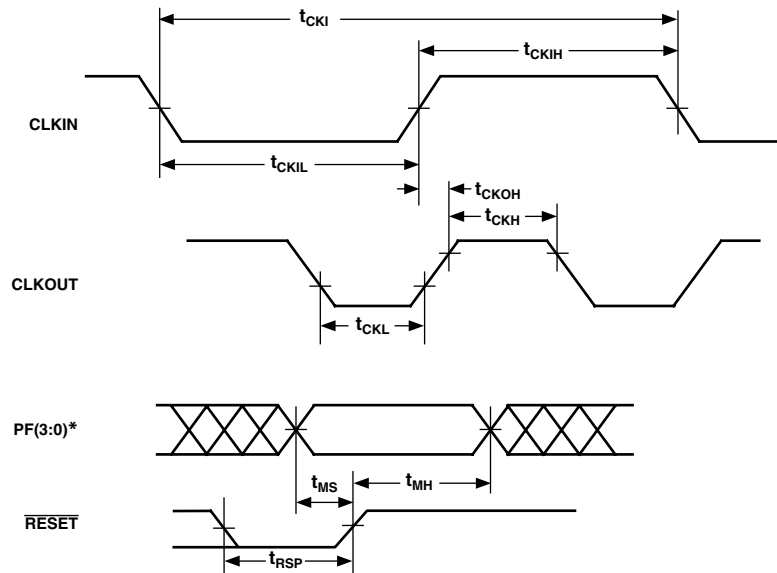 tCKI
tCKIH
CLKIN
tCKIL
tCKOH
tCKH
CLKOUT
tCKL
PF(3:0)*
tMS
tMH
RESET
tRSP